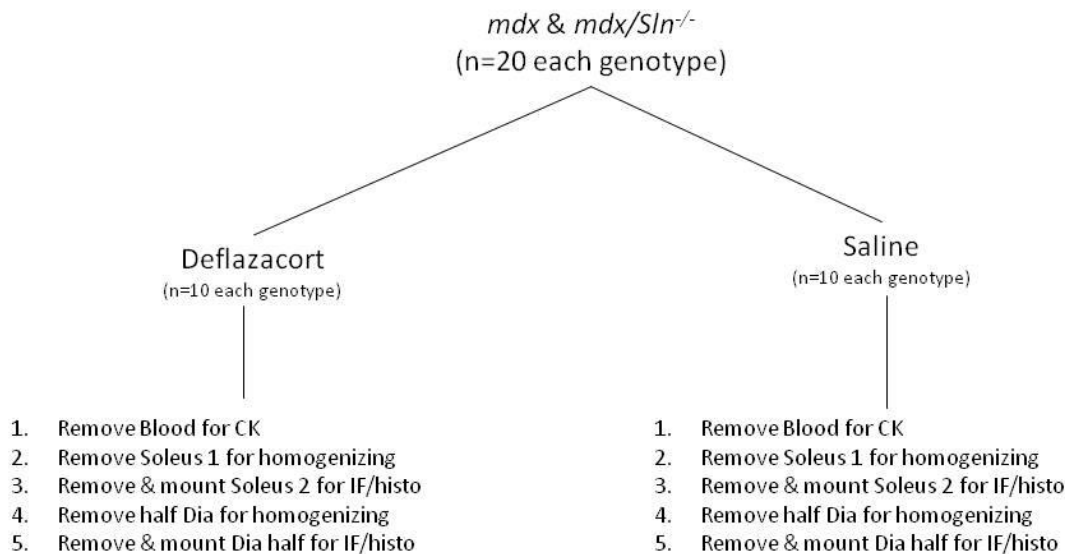 mdx & mdx/Sln-/-
(n=20 each genotype)
Deflazacort
(n=10 each genotype)
Saline
(n=10 each genotype)
1. Remove Blood for CK
2. Remove Soleus 1 for homogenizing
3. Remove & mount Soleus 2 for IF/histo
4. Remove half Dia for homogenizing
5. Remove & mount Dia half for IF/histo
1. Remove Blood for CK
2. Remove Soleus 1 for homogenizing
3. Remove & mount Soleus 2 for IF/histo
4. Remove half Dia for homogenizing
5. Remove & mount Dia half for IF/histo